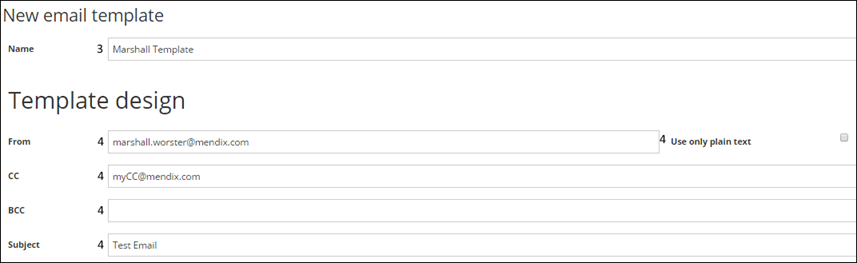 New email template
Name 3 Marshall Template
Template design
From 4 marshall.worster@mendix.com 4 Use only plain text
CC 4 myCC@mendix.com
BCC 4
Subject 4 Test Email